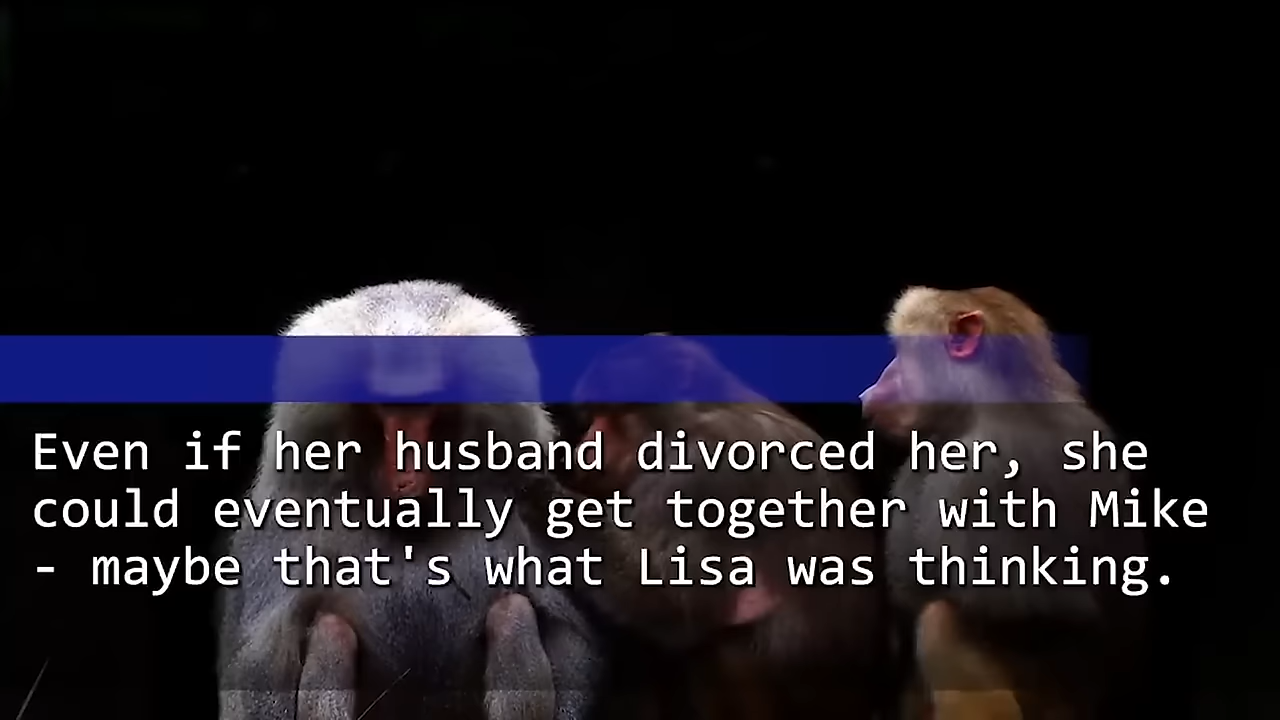 Even if her husband divorced her, she
could eventually get together with Mike
- maybe that's what Lisa was thinking.